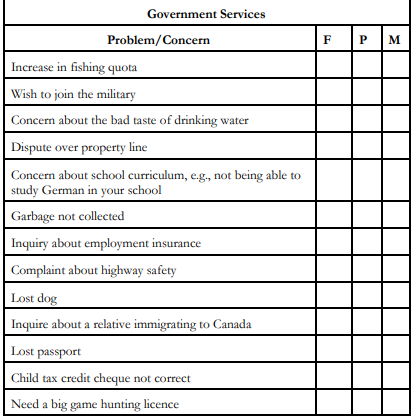 Government Services
Problem/Concern F P M
Increase in fishing quota
Wish to join the military
Concern about the bad taste of drinking water
Dispute over property line
Concern about school curriculum, e.g., not being able to
study German in your school
Garbage not collected
Inquiry about employment insurance
Complaint about highway safety
Lost dog
Inquire about a relative immigrating to Canada
Lost passport
Child tax credit cheque not correct
Need a big game hunting licence